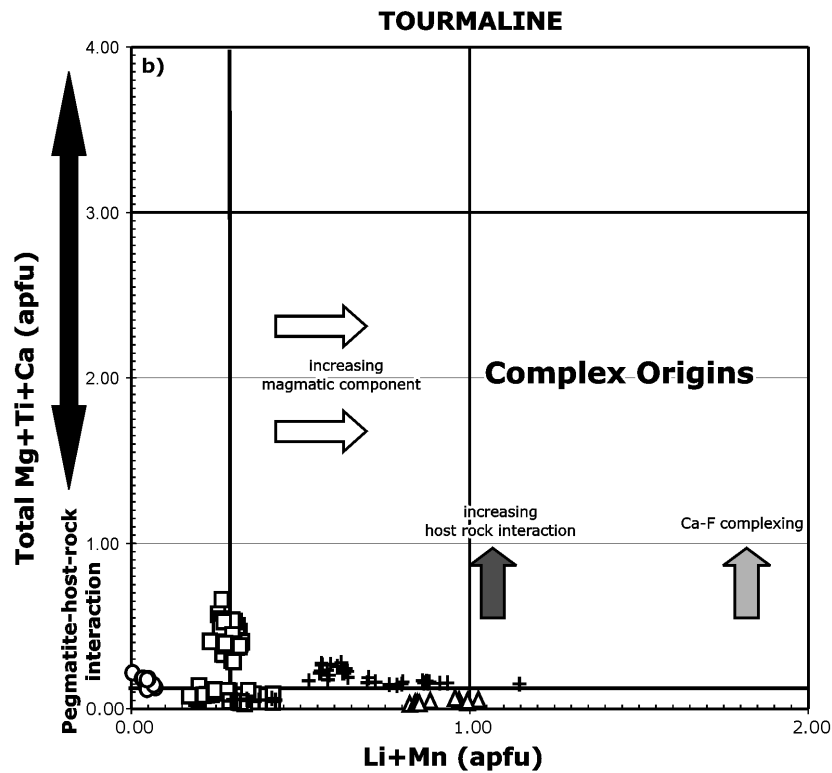 TOURMALINE
4.00
b)
3.00
increasing
magmatic component
2.00
Complex Origins
increasing
host rock interaction
Ca-F complexing
1.00
0.00
0.00
1.00
2.00
Li+Mn (apfu)
Total Mg+Ti+Ca (apfu)
Pegmatite-host-rock
interaction